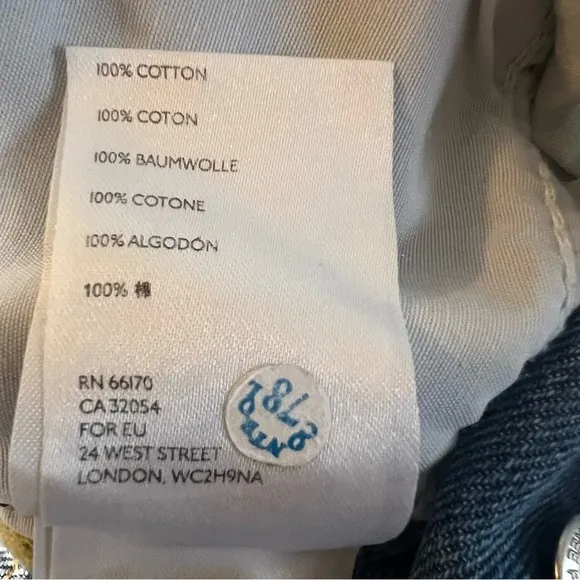 100% COTTON
100% COTON
100% BAUMWOLLE
100% COTONE
100% ALGODÓN
100% 棉
RN 66170
CA 32054
FOR EU
24 WEST STREET
LONDON, WC2H9NA